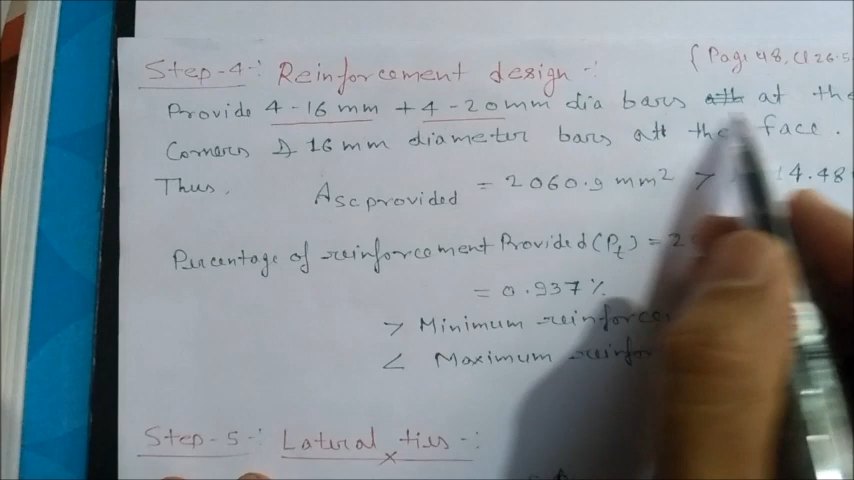 Step-4:- Reinforcement design -: (Page 48, Cl 26.5
Provide 4-16 mm + 4-20mm dia bars at the
Corners & 16mm diameter bars at the face.
Thus, Asc provided = 2060.9 mm² > 14.48
Percentage of reinforcement Provided (Pt) = 2
= 0.937 %
> Minimum reinforce
< Maximum reinfor
Step-5:- Lateral ties -: